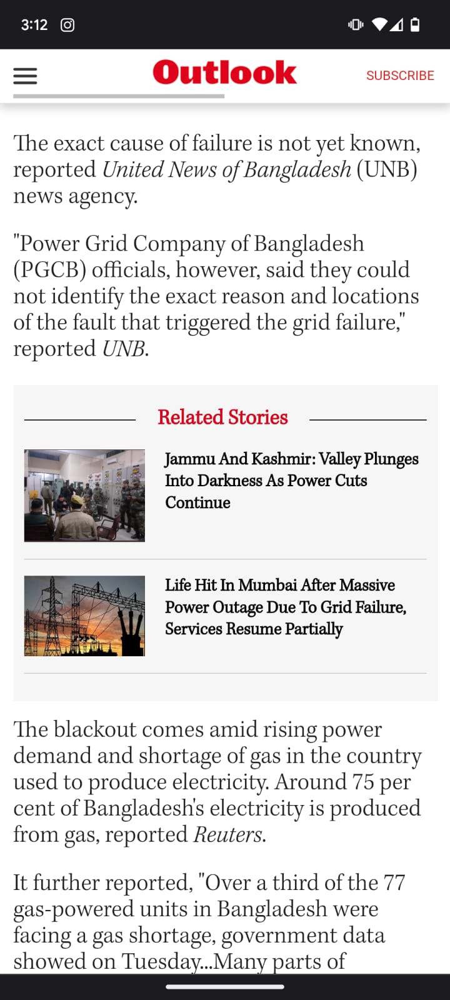 3:12
Outlook
SUBSCRIBE
The exact cause of failure is not yet known,
reported United News of Bangladesh (UNB)
news agency.
"Power Grid Company of Bangladesh
(PGCB) officials, however, said they could
not identify the exact reason and locations
of the fault that triggered the grid failure,"
reported UNB.
Related Stories
Jammu And Kashmir: Valley Plunges
Into Darkness As Power Cuts
Continue
Life Hit In Mumbai After Massive
Power Outage Due To Grid Failure,
Services Resume Partially
The blackout comes amid rising power
demand and shortage of gas in the country
used to produce electricity. Around 75 per
cent of Bangladesh's electricity is produced
from gas, reported Reuters.
It further reported, "Over a third of the 77
gas-powered units in Bangladesh were
facing a gas shortage, government data
showed on Tuesday...Many parts of